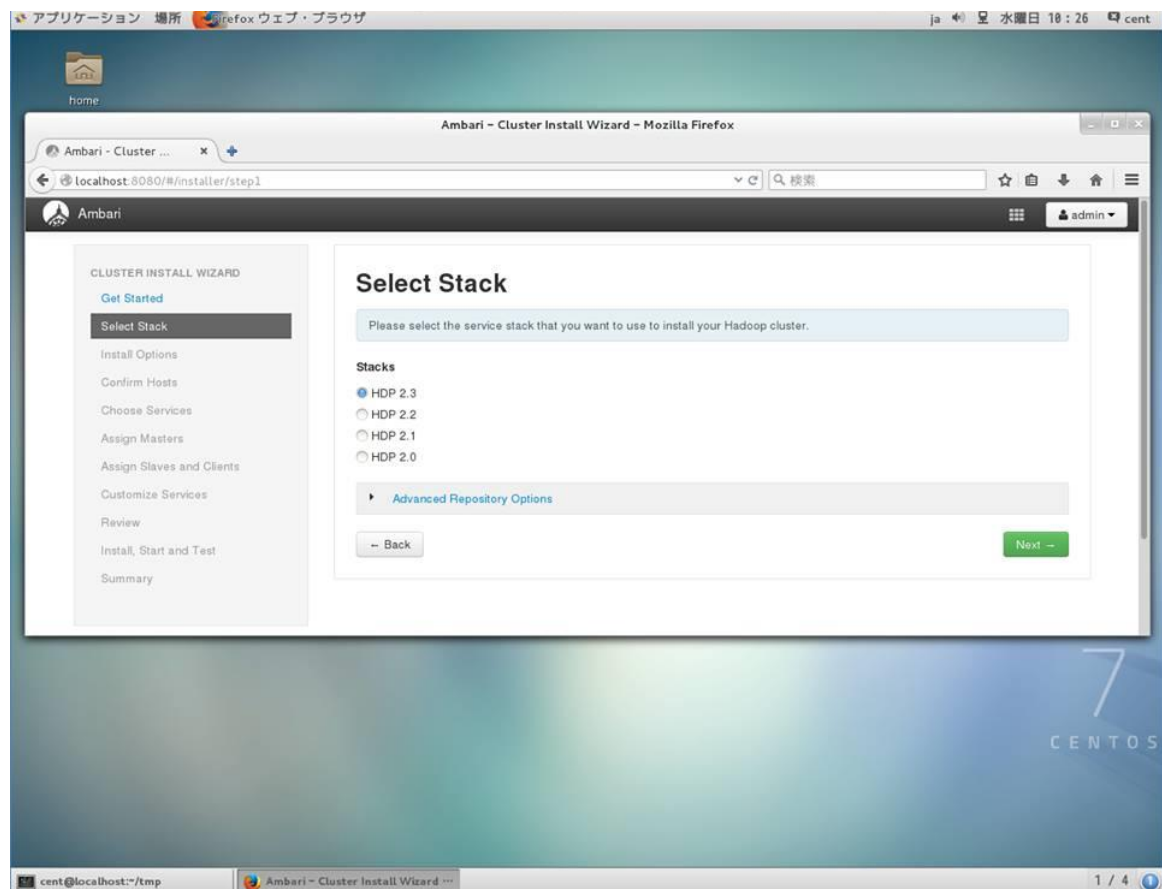 アプリケーション 場所 Firefox ウェブ・ブラウザ ja 水曜日 10:26 cent
home
Ambari - Cluster Install Wizard - Mozilla Firefox
Ambari - Cluster ...
localhost:8080/#/installer/step1 検索
Ambari admin
CLUSTER INSTALL WIZARD
Get Started
Select Stack
Install Options
Confirm Hosts
Choose Services
Assign Masters
Assign Slaves and Clients
Customize Services
Review
Install, Start and Test
Summary
Select Stack
Please select the service stack that you want to use to install your Hadoop cluster.
Stacks
HDP 2.3
HDP 2.2
HDP 2.1
HDP 2.0
Advanced Repository Options
← Back
Next →
7
CENTOS
cent@localhost:~/tmp Ambari - Cluster Install Wizard ... 1 / 4